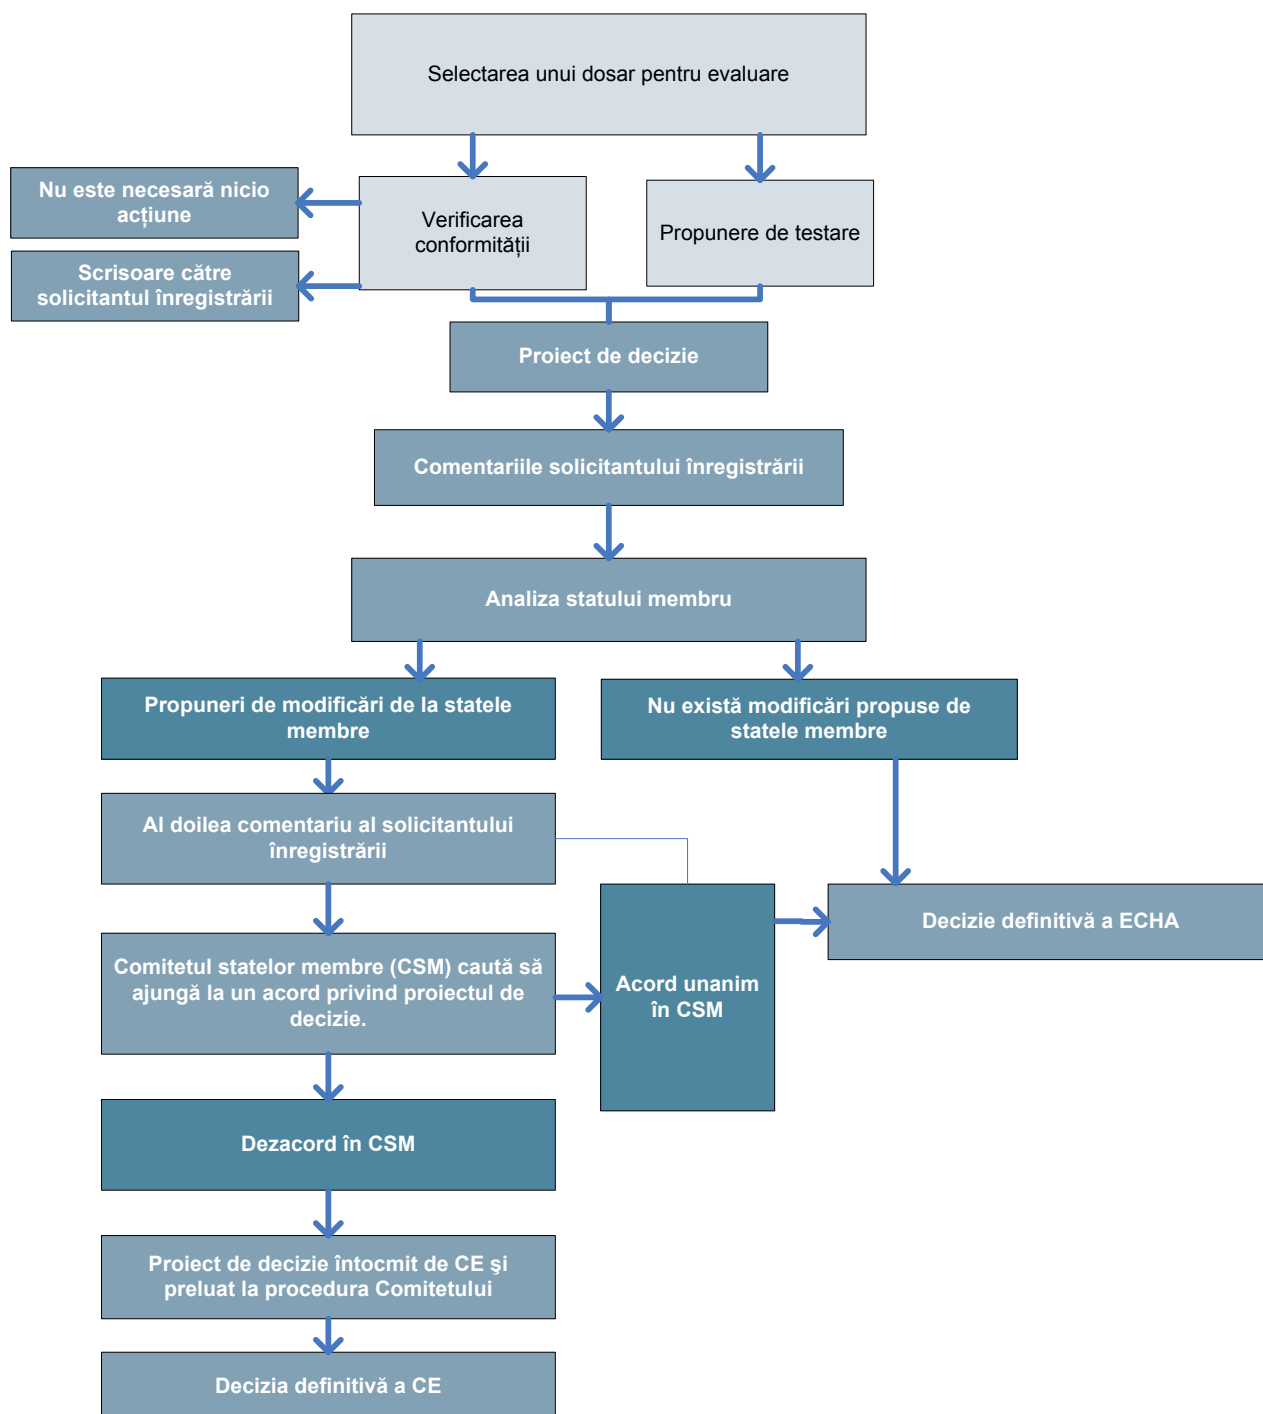 Selectarea unui dosar pentru evaluare
Nu este necesară nicio
acțiune
Verificarea
conformității
Propunere de testare
Scrisoare către
solicitantul înregistrării
Proiect de decizie
Comentariile solicitantului înregistrării
Analiza statului membru
Propuneri de modificări de la statele
membre
Nu există modificări propuse de
statele membre
Al doilea comentariu al solicitantului
înregistrării
Decizie definitivă a ECHA
Comitetul statelor membre (CSM) caută să
ajungă la un acord privind proiectul de
decizie.
Acord unanim
în CSM
Dezacord în CSM
Proiect de decizie întocmit de CE şi
preluat la procedura Comitetului
Decizia definitivă a CE